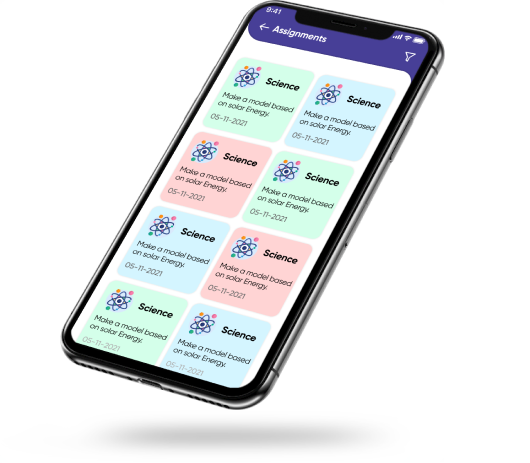 9:41
Assignments
Science
Make a model based
on solar Energy.
05-11-2021
Science
Make a model based
on solar Energy.
05-11-2021
Science
Make a model based
on solar Energy.
05-11-2021
Science
Make a model based
on solar Energy.
05-11-2021
Science
Make a model based
on solar Energy.
05-11-2021
Science
Make a model based
on solar Energy.
05-11-2021
Science
Make a model based
on solar Energy.
05-11-2021
Science
Make a model based
on solar Energy.
05-11-2021